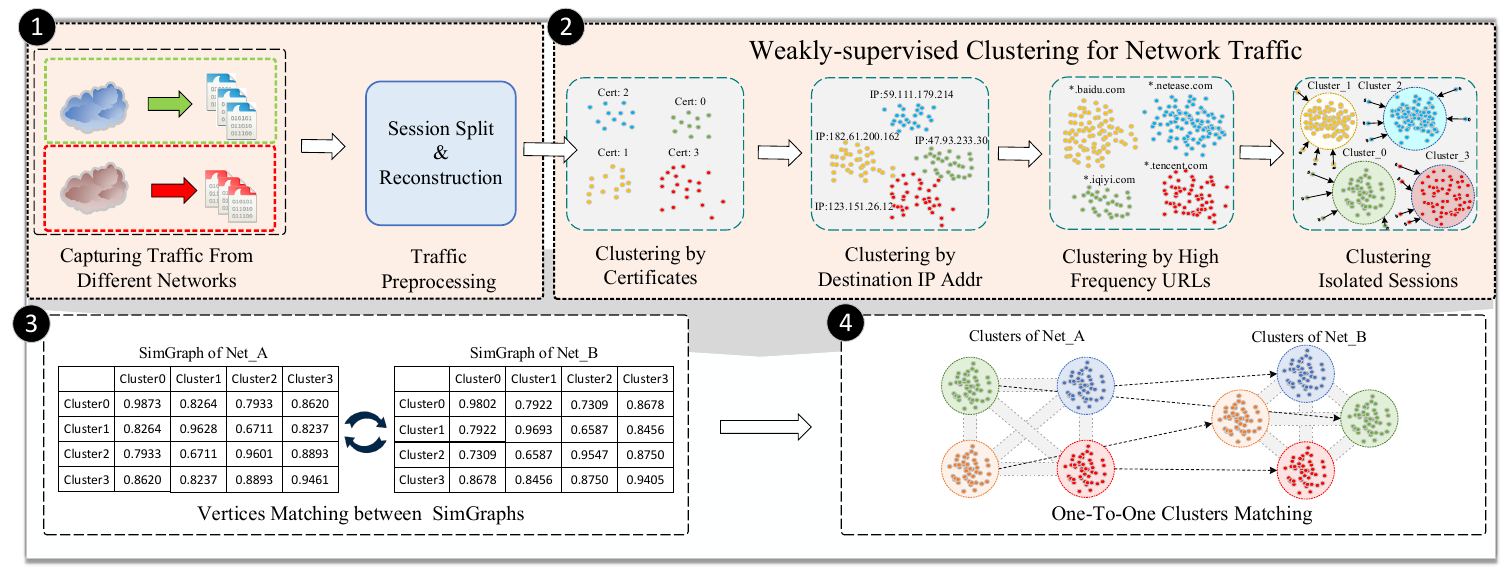 1
2
Weakly-supervised Clustering for Network Traffic
Session Split
&
Reconstruction
Capturing Traffic From
Different Networks
Traffic
Preprocessing
Cert: 2
Cert: 0
Cert: 1
Cert: 3
Clustering by
Certificates
IP:59.111.179.214
IP:182.61.200.162
IP:47.93.233.30
IP:123.151.26.12
Clustering by
Destination IP Addr
*.baidu.com
*.netease.com
*.tencent.com
*.iqiyi.com
Clustering by High
Frequency URLs
Cluster_1
Cluster_2
Cluster_0
Cluster_3
Clustering
Isolated Sessions
3
SimGraph of Net_A
Cluster0 Cluster1 Cluster2 Cluster3
Cluster0 0.9873 0.8264 0.7933 0.8620
Cluster1 0.8264 0.9628 0.6711 0.8237
Cluster2 0.7933 0.6711 0.9601 0.8893
Cluster3 0.8620 0.8237 0.8893 0.9461
SimGraph of Net_B
Cluster0 Cluster1 Cluster2 Cluster3
Cluster0 0.9802 0.7922 0.7309 0.8678
Cluster1 0.7922 0.9693 0.6587 0.8456
Cluster2 0.7309 0.6587 0.9547 0.8750
Cluster3 0.8678 0.8456 0.8750 0.9405
Vertices Matching between SimGraphs
4
Clusters of Net_A
Clusters of Net_B
One-To-One Clusters Matching